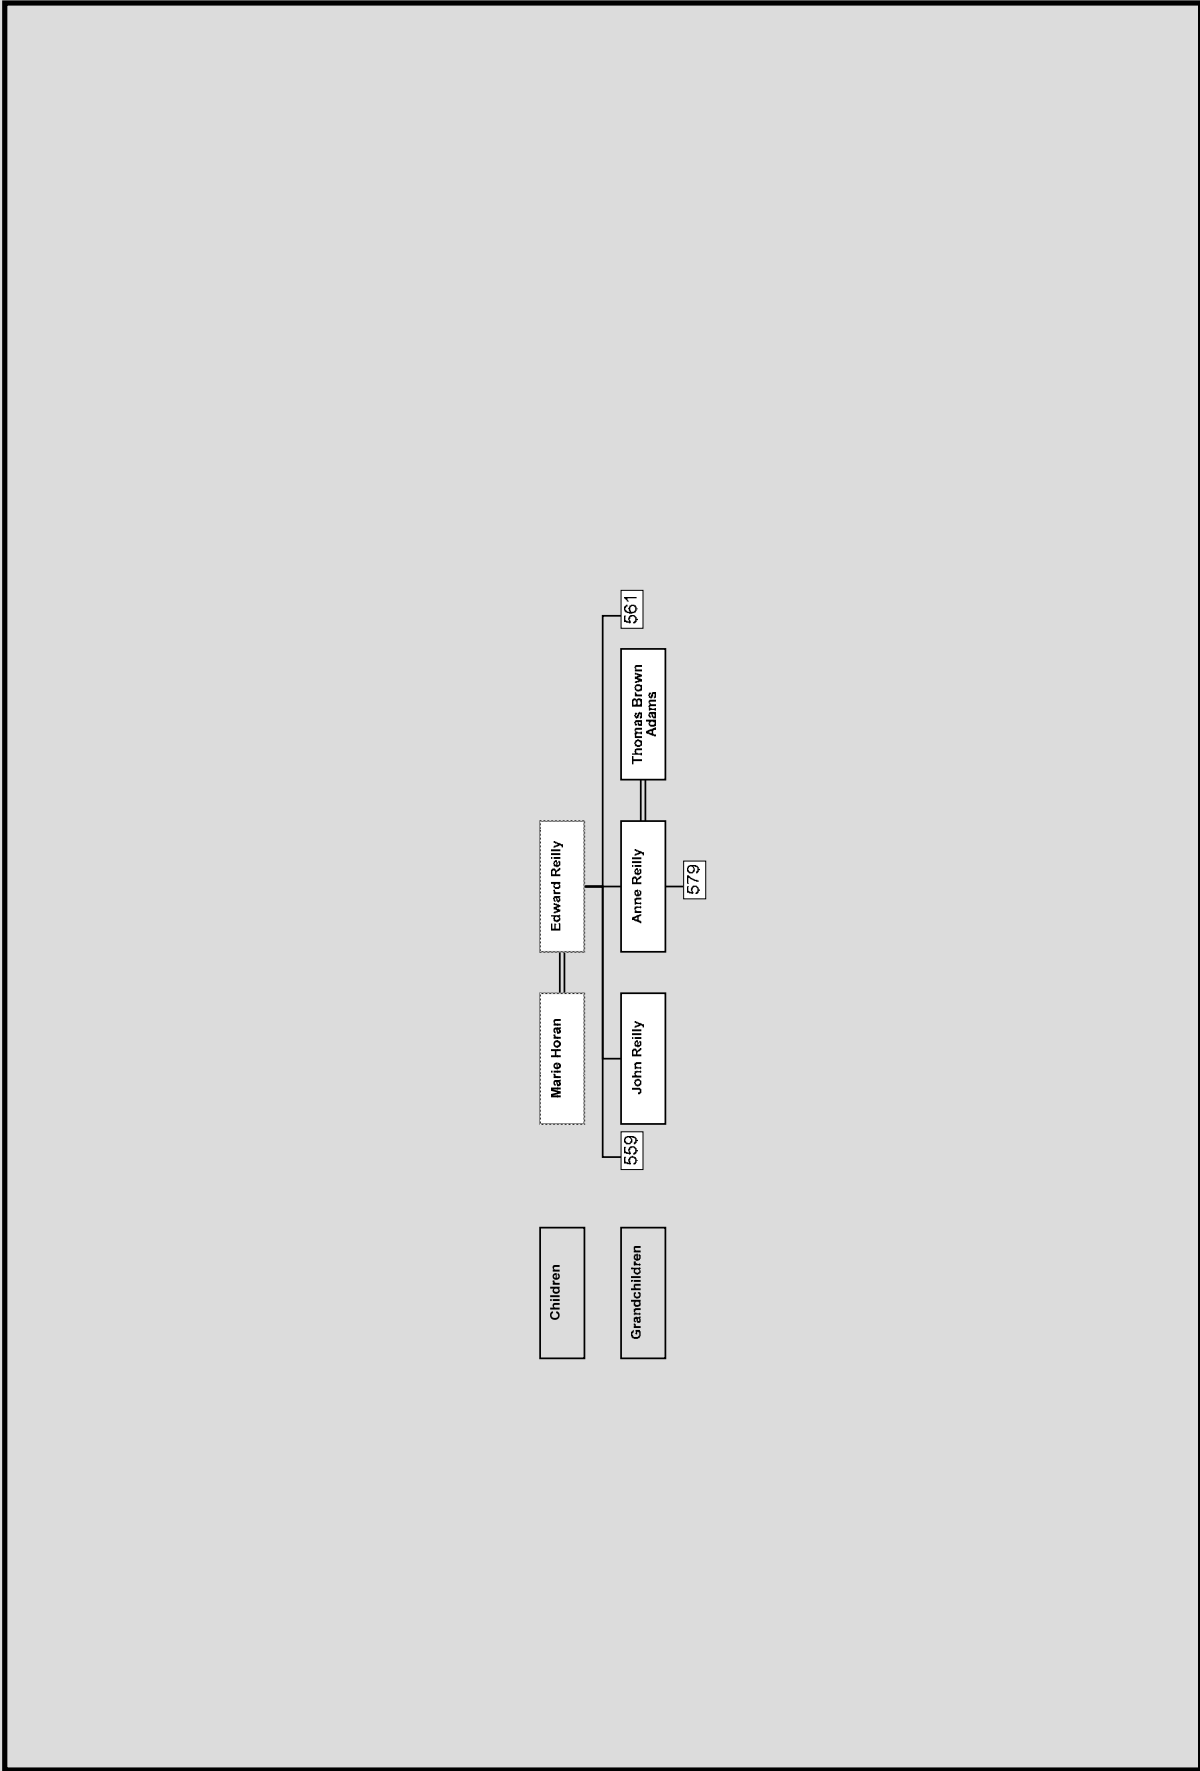 Children
Marie Horan
Edward Reilly
Grandchildren
559
John Reilly
Anne Reilly
Thomas Brown
Adams
561
579